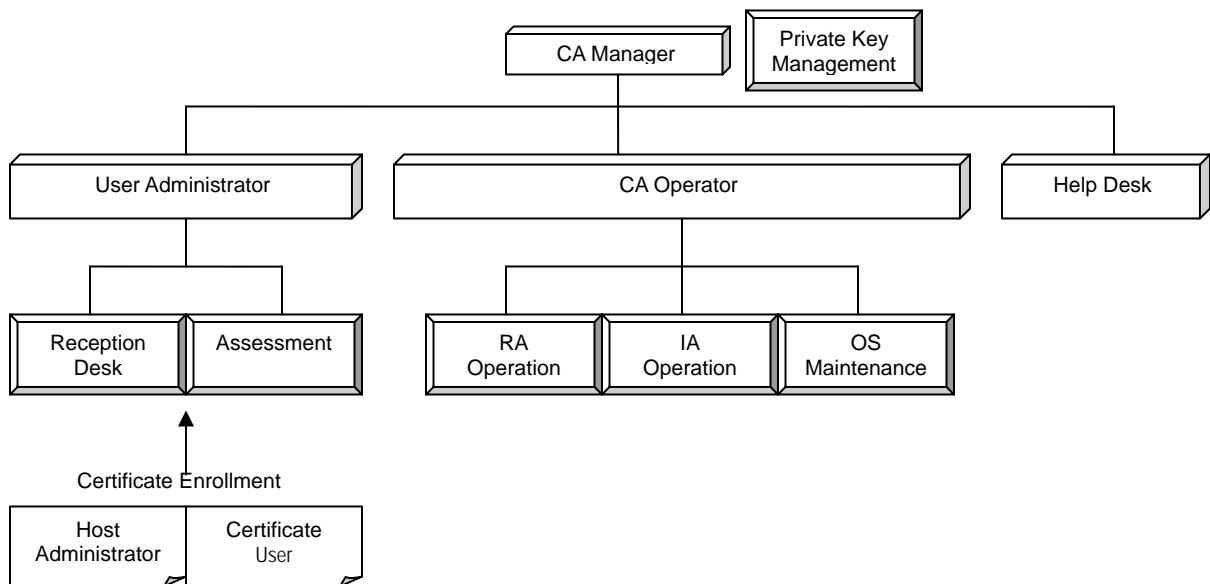 CA Manager
Private Key
Management
User Administrator
CA Operator
Help Desk
Reception
Desk
Assessment
RA
Operation
IA
Operation
OS
Maintenance
Certificate Enrollment
Host
Administrator
Certificate
User